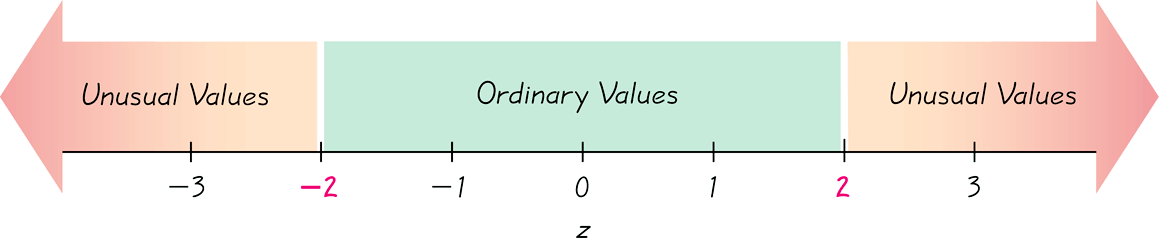 Unusual Values Ordinary Values Unusual Values
−3 −2 −1 0 1 2 3
z